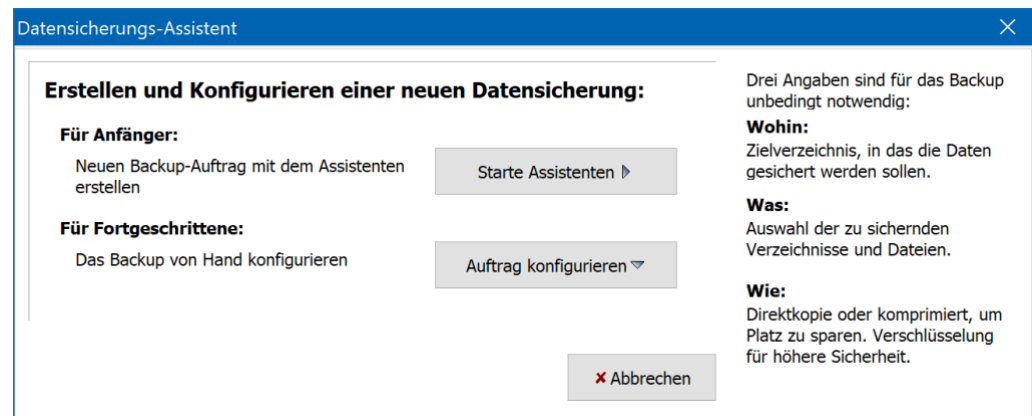 Datensicherungs-Assistent
Erstellen und Konfigurieren einer neuen Datensicherung:
Für Anfänger:
Neuen Backup-Auftrag mit dem Assistenten
erstellen
Starte Assistenten
Für Fortgeschrittene:
Das Backup von Hand konfigurieren
Auftrag konfigurieren
Abbrechen
Drei Angaben sind für das Backup
unbedingt notwendig:
Wohin:
Zielverzeichnis, in das die Daten
gesichert werden sollen.
Was:
Auswahl der zu sichernden
Verzeichnisse und Dateien.
Wie:
Direktkopie oder komprimiert, um
Platz zu sparen. Verschlüsselung
für höhere Sicherheit.